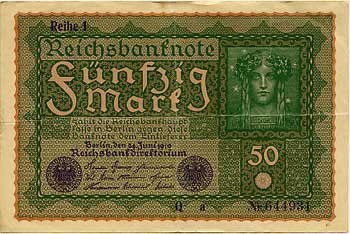 Reihe 1
Reichsbanknote
Fünfzig
Mark
zahlt die Reichsbankhaupt
kasse in Berlin gegen diese
Banknote dem Einlieferer
Berlin, den 24. Juni 1919
Reichsbankdirektorium
50
Q a
Nr. 644934